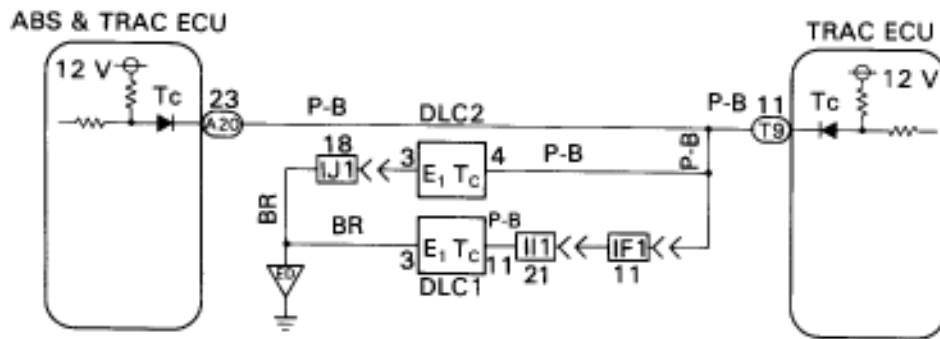 ABS & TRAC ECU
TRAC ECU
12 V
Tc
23
A20
P-B
DLC2
P-B
11
T9
Tc
12 V
18
IJ1
3
E1 TC
4
P-B
P-B
BR
BR
3
E1 TC
P-B
11
II1
21
IF1
11
DLC1